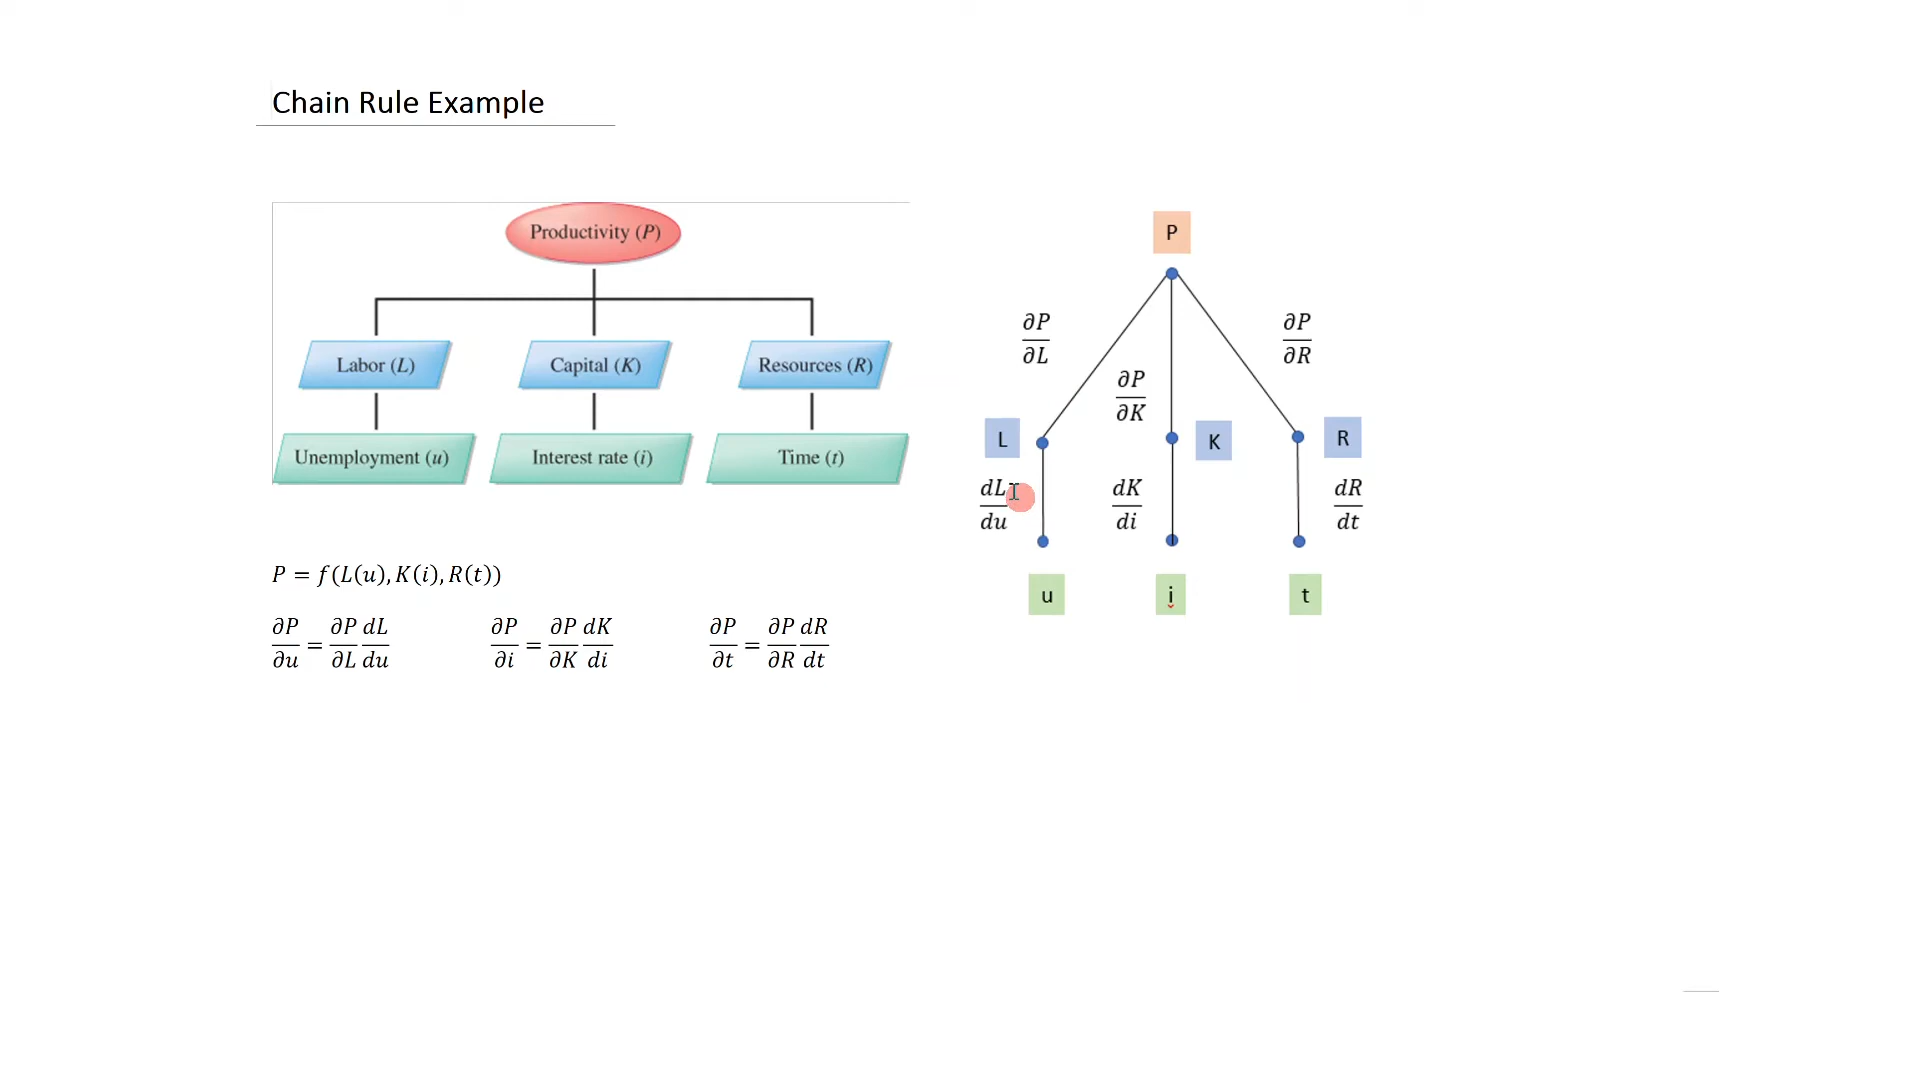 Chain Rule Example
Productivity (P)
Labor (L)
Capital (K)
Resources (R)
Unemployment (u)
Interest rate (i)
Time (t)
P = f(L(u), K(i), R(t))
∂P/∂u = ∂P/∂L dL/du
∂P/∂i = ∂P/∂K dK/di
∂P/∂t = ∂P/∂R dR/dt
P
∂P/∂L
∂P/∂K
∂P/∂R
L
K
R
dL/du
dK/di
dR/dt
u
i
t